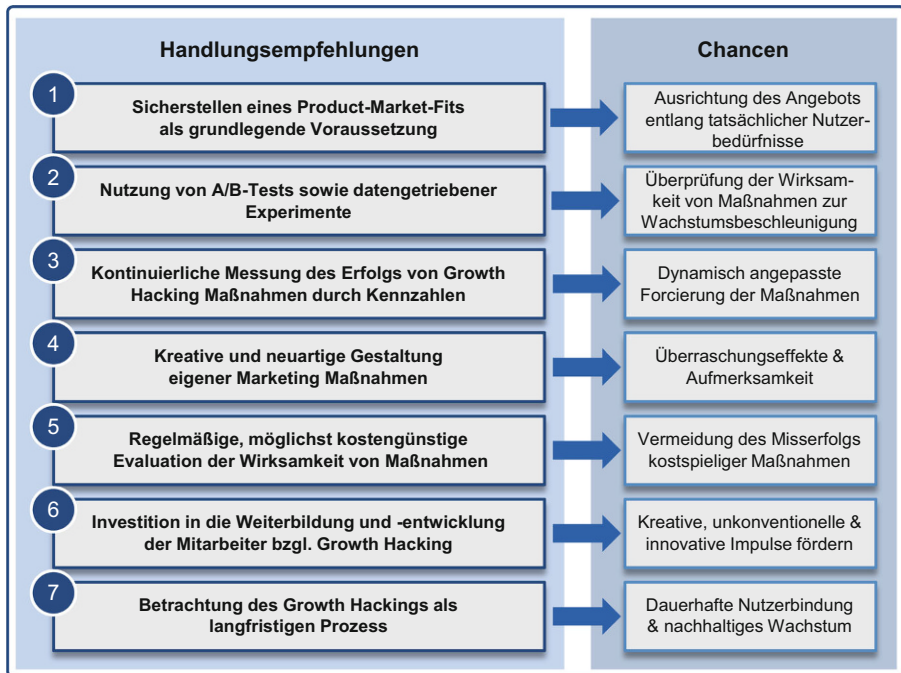 Handlungsempfehlungen
Chancen
1
Sicherstellen eines Product-Market-Fits
als grundlegende Voraussetzung
Ausrichtung des Angebots
entlang tatsächlicher Nutzer-
bedürfnisse
2
Nutzung von A/B-Tests sowie datengetriebener
Experimente
Überprüfung der Wirksam-
keit von Maßnahmen zur
Wachstumsbeschleunigung
3
Kontinuierliche Messung des Erfolgs von Growth
Hacking Maßnahmen durch Kennzahlen
Dynamisch angepasste
Forcierung der Maßnahmen
4
Kreative und neuartige Gestaltung
eigener Marketing Maßnahmen
Überraschungseffekte &
Aufmerksamkeit
5
Regelmäßige, möglichst kostengünstige
Evaluation der Wirksamkeit von Maßnahmen
Vermeidung des Misserfolgs
kostspieliger Maßnahmen
6
Investition in die Weiterbildung und -entwicklung
der Mitarbeiter bzgl. Growth Hacking
Kreative, unkonventionelle &
innovative Impulse fördern
7
Betrachtung des Growth Hackings als
langfristigen Prozess
Dauerhafte Nutzerbindung
& nachhaltiges Wachstum